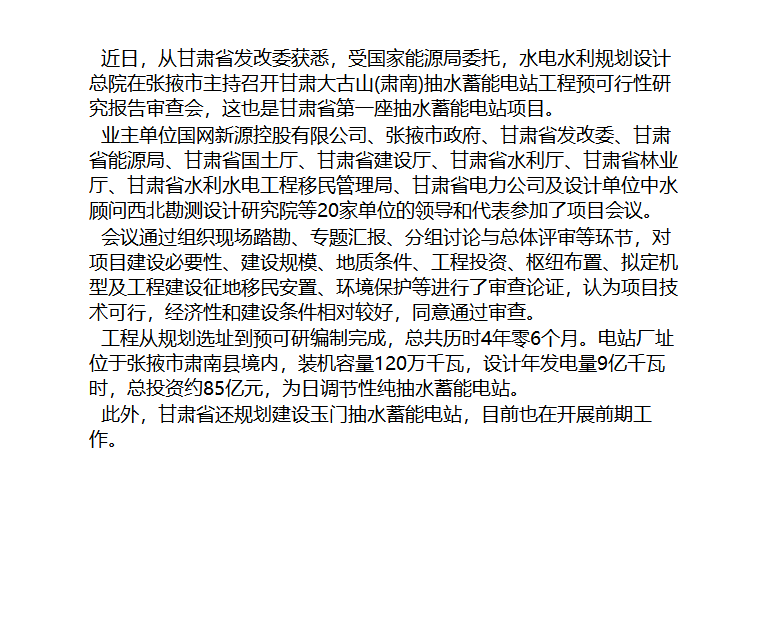 近日，从甘肃省发改委获悉，受国家能源局委托，水电水利规划设计
总院在张掖市主持召开甘肃大古山(肃南)抽水蓄能电站工程预可行性研
究报告审查会，这也是甘肃省第一座抽水蓄能电站项目。
业主单位国网新源控股有限公司、张掖市政府、甘肃省发改委、甘肃
省能源局、甘肃省国土厅、甘肃省建设厅、甘肃省水利厅、甘肃省林业
厅、甘肃省水利水电工程移民管理局、甘肃省电力公司及设计单位中水
顾问西北勘测设计研究院等20家单位的领导和代表参加了项目会议。
会议通过组织现场踏勘、专题汇报、分组讨论与总体评审等环节，对
项目建设必要性、建设规模、地质条件、工程投资、枢纽布置、拟定机
型及工程建设征地移民安置、环境保护等进行了审查论证，认为项目技
术可行，经济性和建设条件相对较好，同意通过审查。
工程从规划选址到预可研编制完成，总共历时4年零6个月。电站厂址
位于张掖市肃南县境内，装机容量120万千瓦，设计年发电量9亿千瓦
时，总投资约85亿元，为日调节性纯抽水蓄能电站。
此外，甘肃省还规划建设玉门抽水蓄能电站，目前也在开展前期工
作。